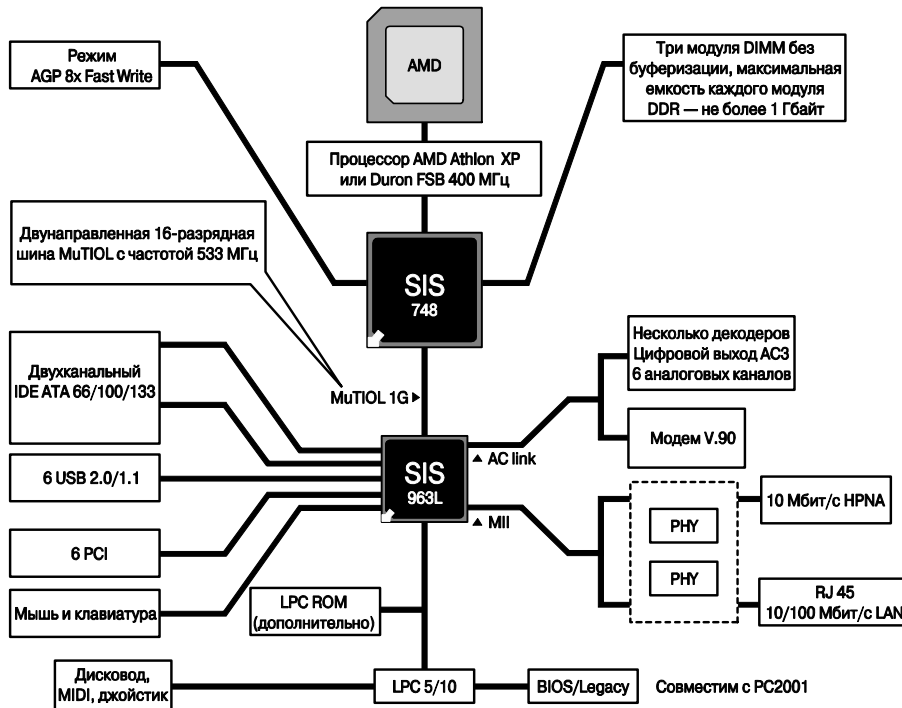 Режим
AGP 8x Fast Write
AMD
Три модуля DIMM без
буферизации, максимальная
емкость каждого модуля
DDR — не более 1 Гбайт
Процессор AMD Athlon XP
или Duron FSB 400 МГц
Двунаправленная 16-разрядная
шина MuTIOL с частотой 533 МГц
SIS
748
Несколько декодеров
Цифровой выход AC3
6 аналоговых каналов
Двухканальный
IDE ATA 66/100/133
MuTIOL 1G
Модем V.90
AC link
6 USB 2.0/1.1
SIS
963L
10 Мбит/с HPNA
MII
PHY
6 PCI
PHY
Мышь и клавиатура
LPC ROM
(дополнительно)
RJ 45
10/100 Мбит/с LAN
Дисковод,
MIDI, джойстик
LPC 5/10
BIOS/Legacy
Совместим с PC2001